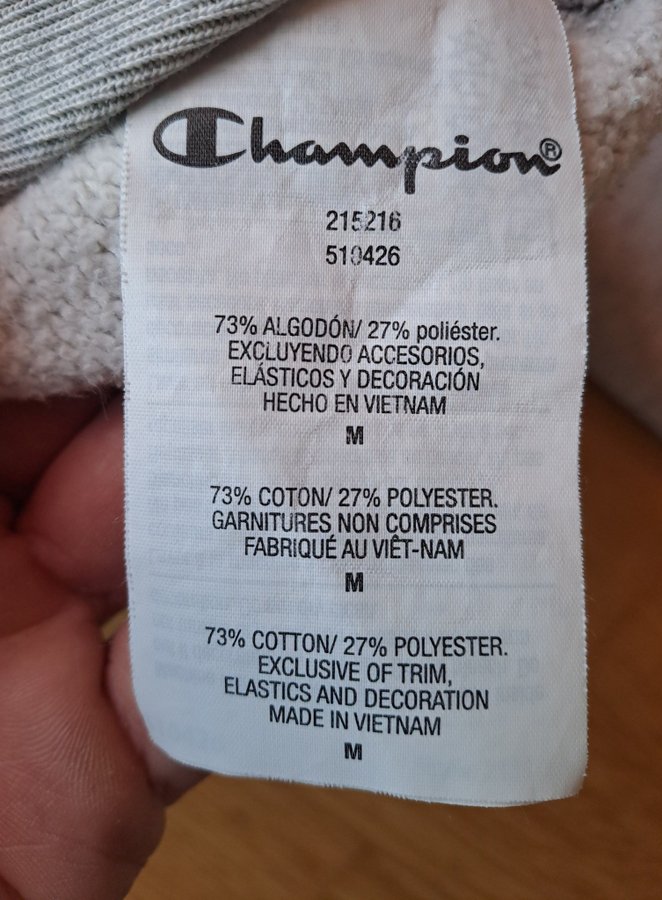 Champion®
215216
510426
73% ALGODÓN/ 27% poliéster.
EXCLUYENDO ACCESORIOS,
ELÁSTICOS Y DECORACIÓN
HECHO EN VIETNAM
M
73% COTON/ 27% POLYESTER.
GARNITURES NON COMPRISES
FABRIQUÉ AU VIÊT-NAM
M
73% COTTON/ 27% POLYESTER.
EXCLUSIVE OF TRIM,
ELASTICS AND DECORATION
MADE IN VIETNAM
M